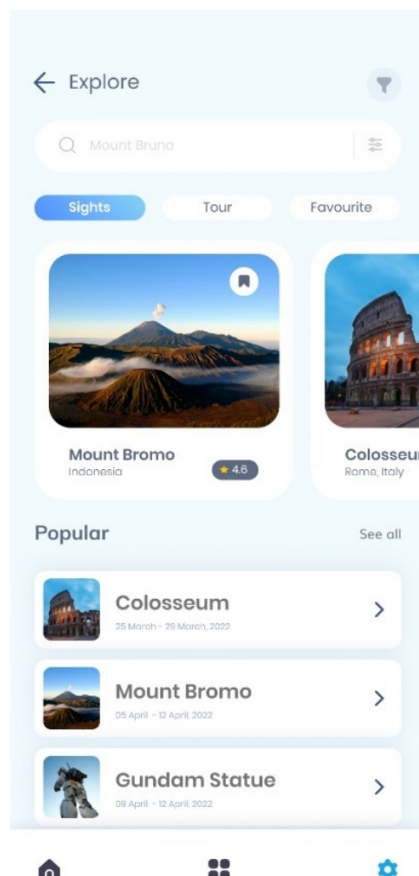 Explore
Mount Bruno
Sights Tour Favourite
Mount Bromo
Indonesia
4.6
Colosseu
Rome, Italy
Popular See all
Colosseum
25 March - 29 March, 2022
Mount Bromo
05 April - 12 April, 2022
Gundam Statue
09 April - 12 April, 2022